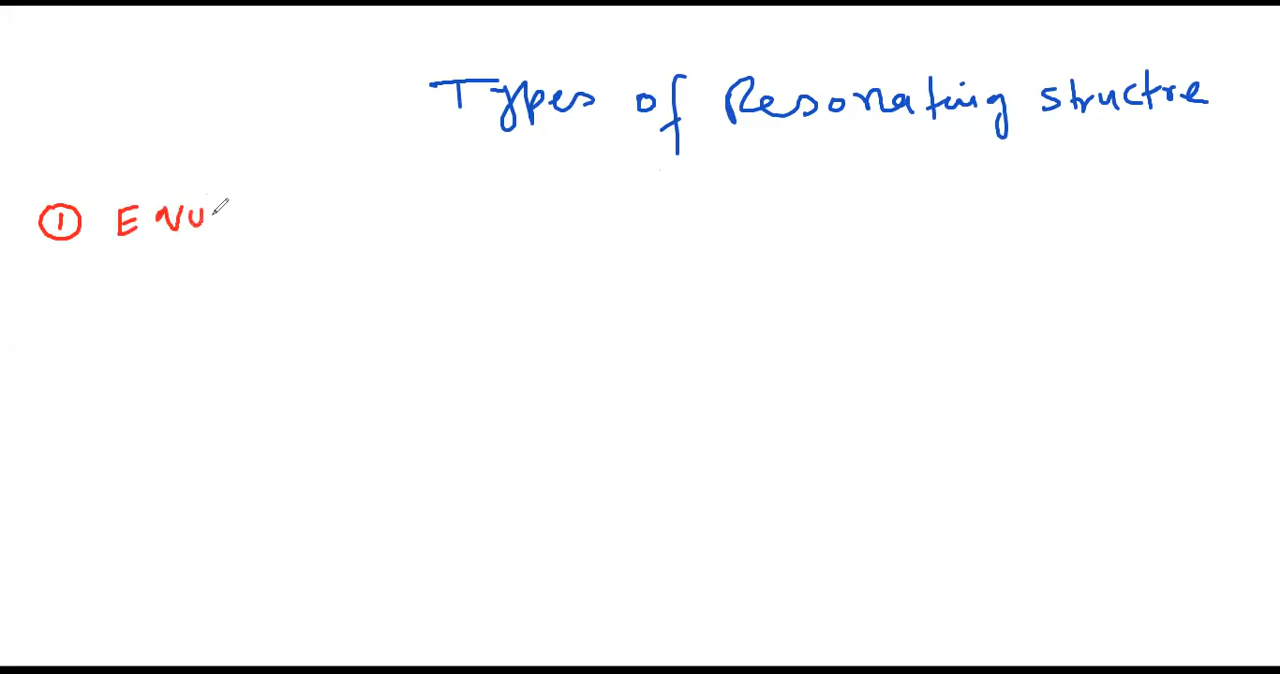 Types of Resonating structre
① E NU